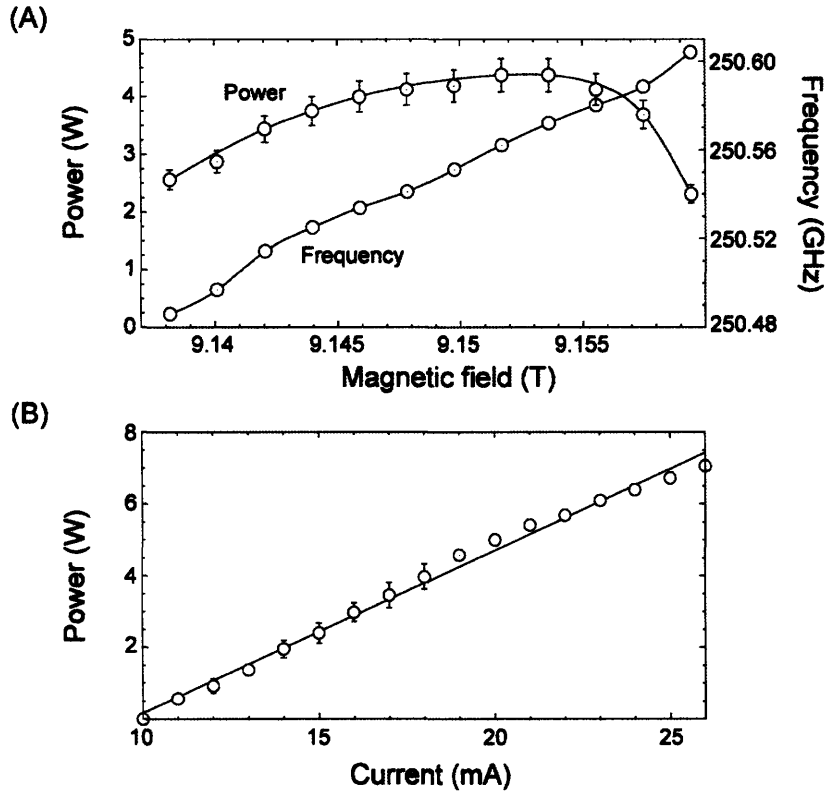 (A)
5
4
3
2
1
0
Power (W)
Power
Frequency
250.60
250.56
250.52
250.48
Frequency (GHz)
9.14 9.145 9.15 9.155
Magnetic field (T)
(B)
8
6
4
2
Power (W)
10 15 20 25
Current (mA)